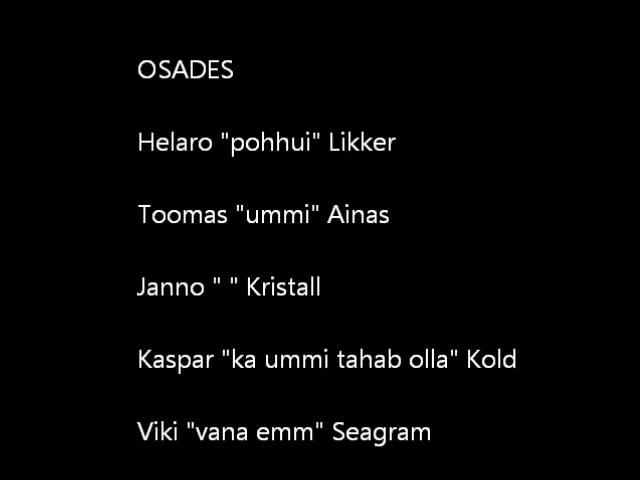 OSADES
Helaro "pohhui" Likker
Toomas "ummi" Ainas
Janno " " Kristall
Kaspar "ka ummi tahab olla" Kold
Viki "vana emm" Seagram